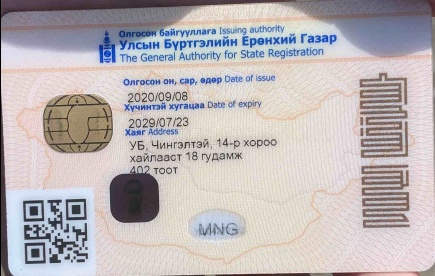 Олгосон байгууллага Issuing authority
Улсын Бүртгэлийн Ерөнхий Газар
The General Authority for State Registration
Олгосон он, сар, өдөр Date of issue
2020/09/08
Хүчинтэй хугацаа Date of expiry
2029/07/23
Хаяг Address
УБ, Чингэлтэй, 14-р хороо
хайлааст 18 гудамж
402 тоот
MNG